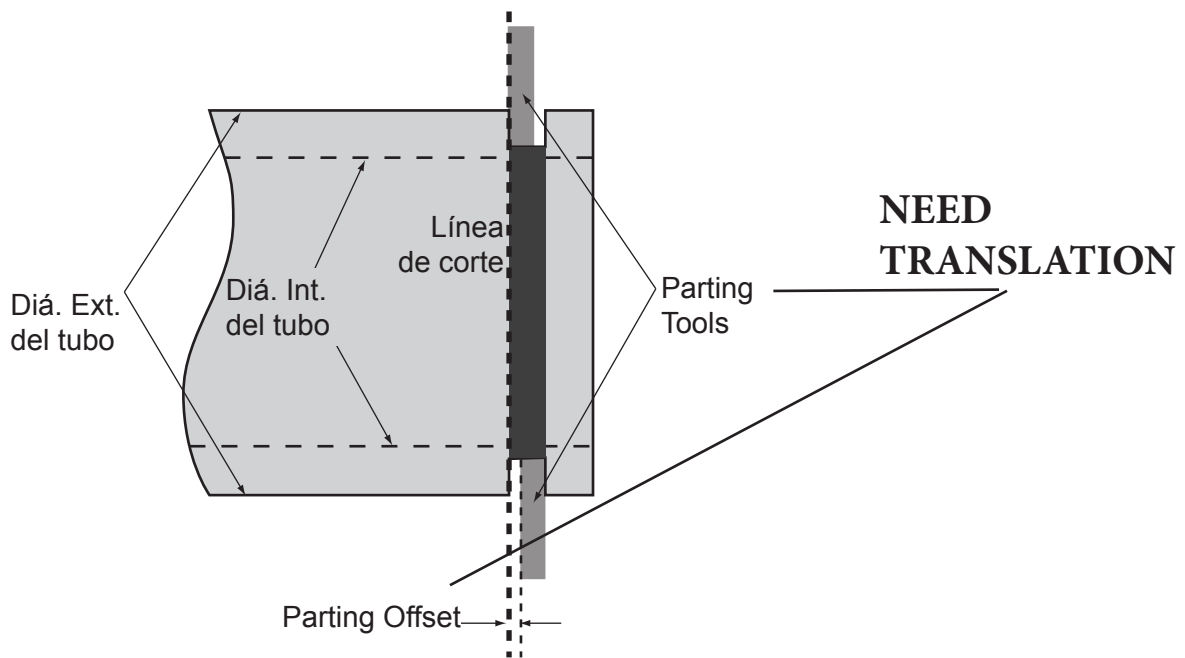 NEED
TRANSLATION
Línea
de corte
Diá. Ext.
del tubo
Diá. Int.
del tubo
Parting
Tools
Parting Offset